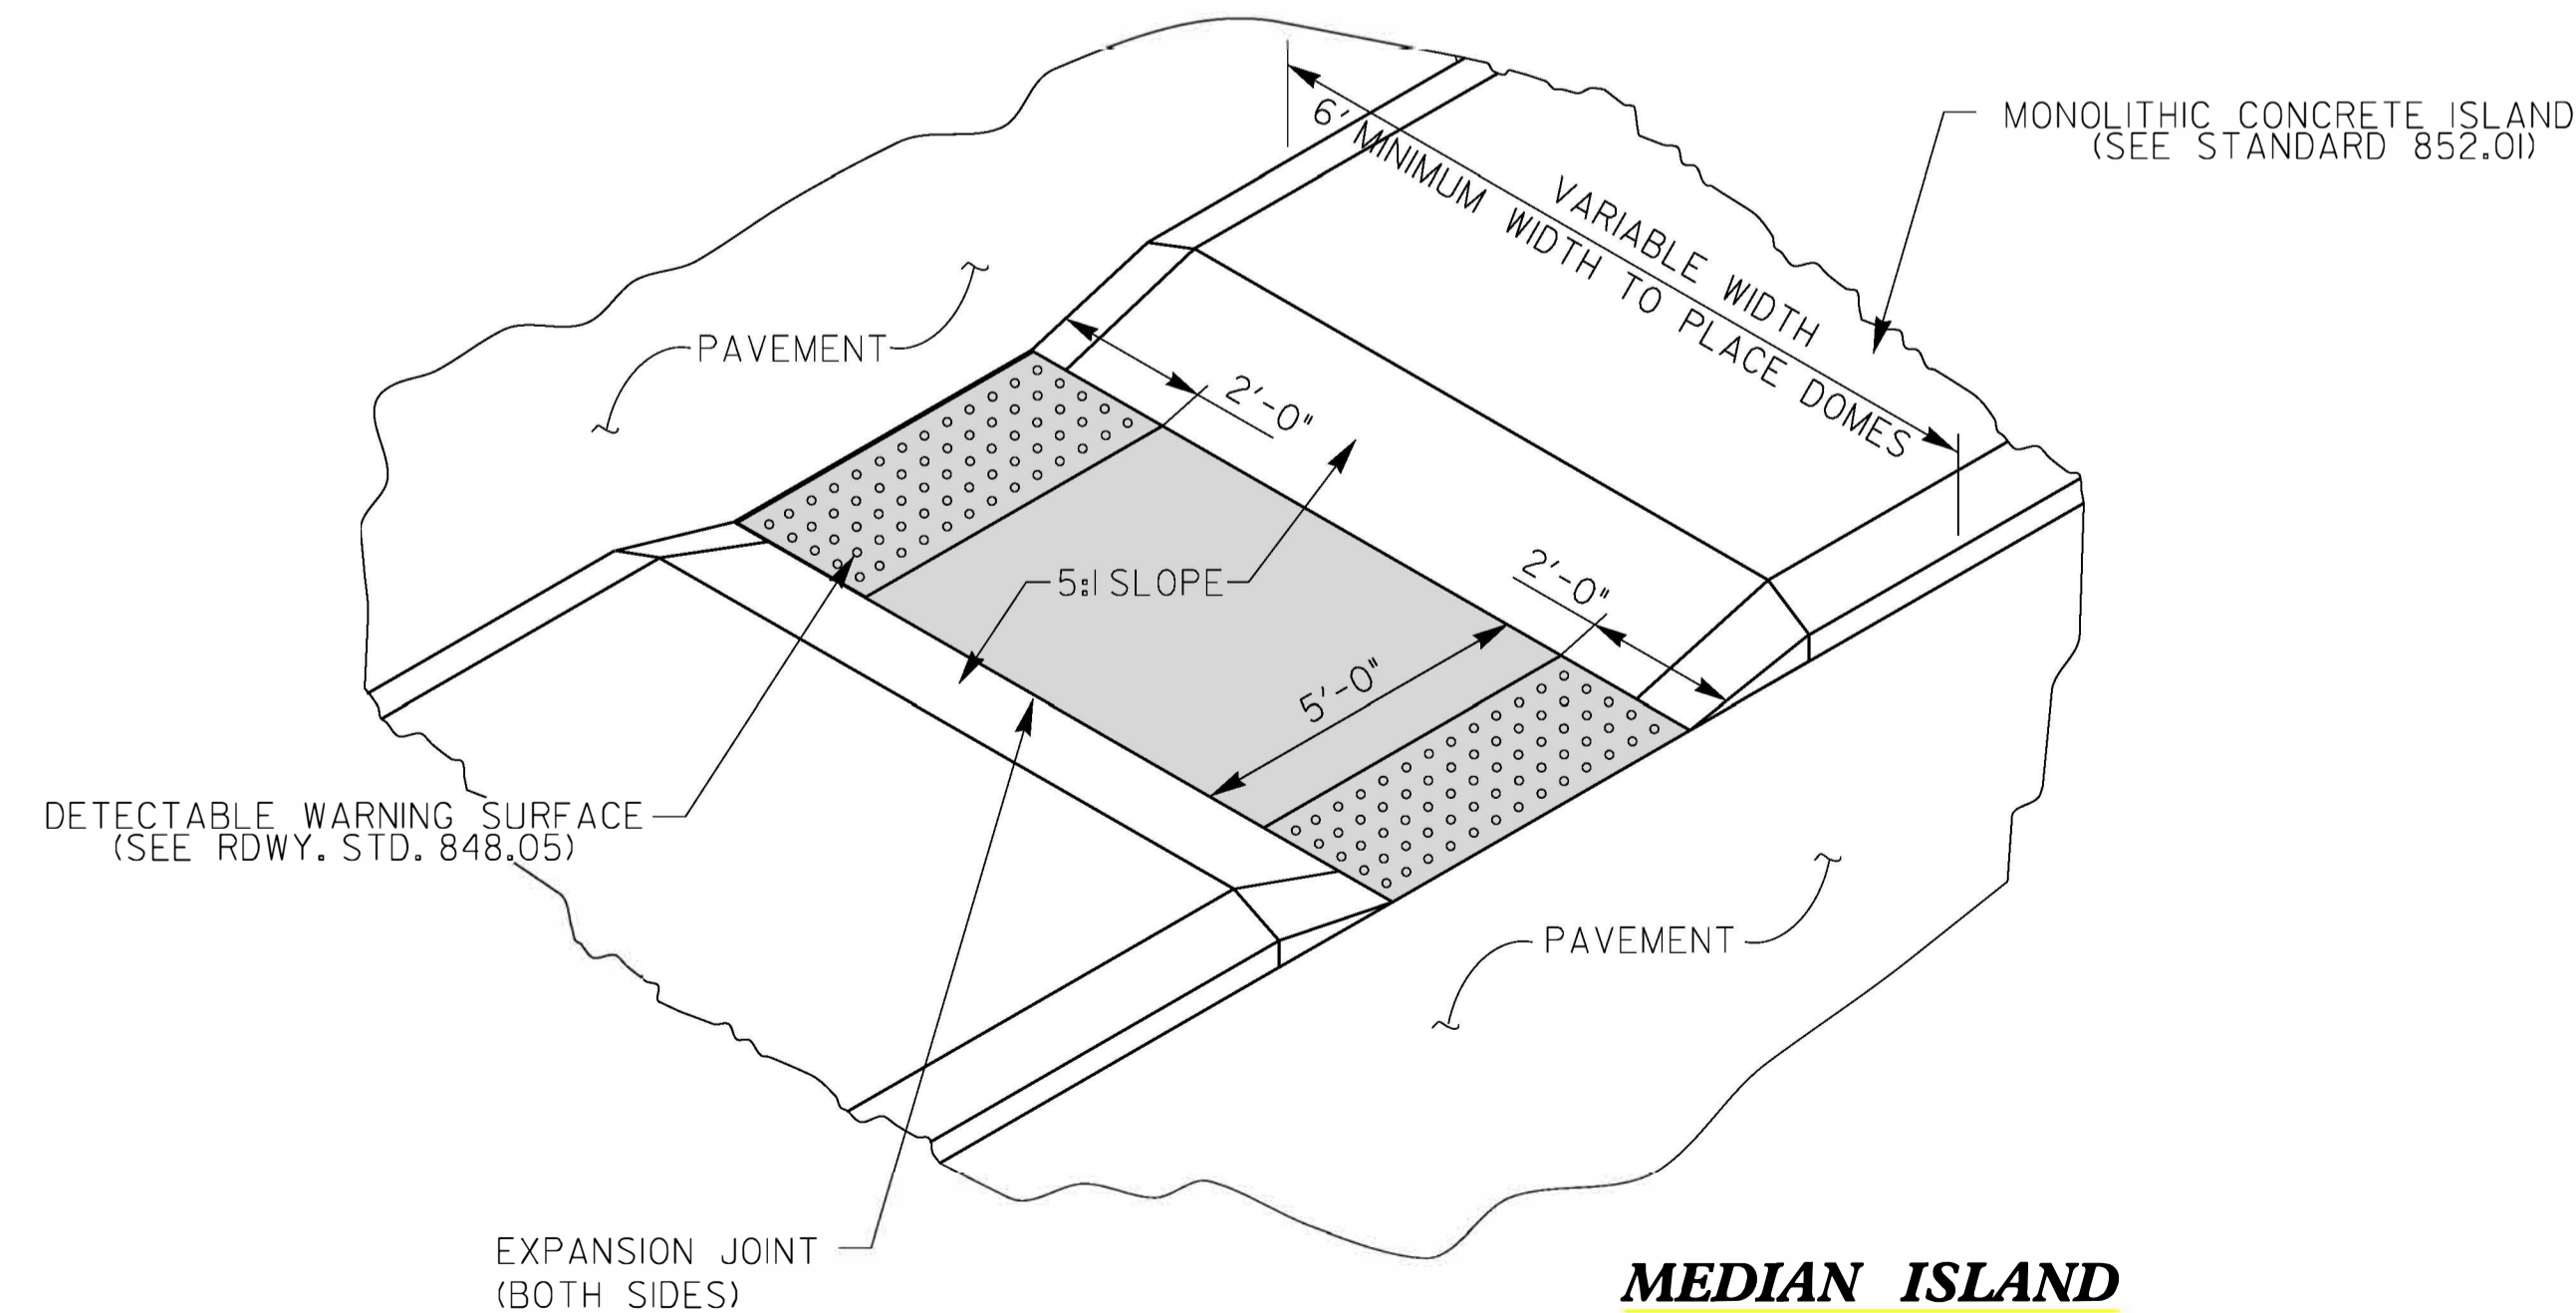 MONOLITHIC CONCRETE ISLAND
(SEE STANDARD 852.01)
VARIABLE WIDTH
6' MINIMUM WIDTH TO PLACE DOMES
PAVEMENT
2'-0"
5:1 SLOPE
2'-0"
5'-0"
DETECTABLE WARNING SURFACE
(SEE RDWY. STD. 848.05)
PAVEMENT
EXPANSION JOINT
(BOTH SIDES)
MEDIAN ISLAND